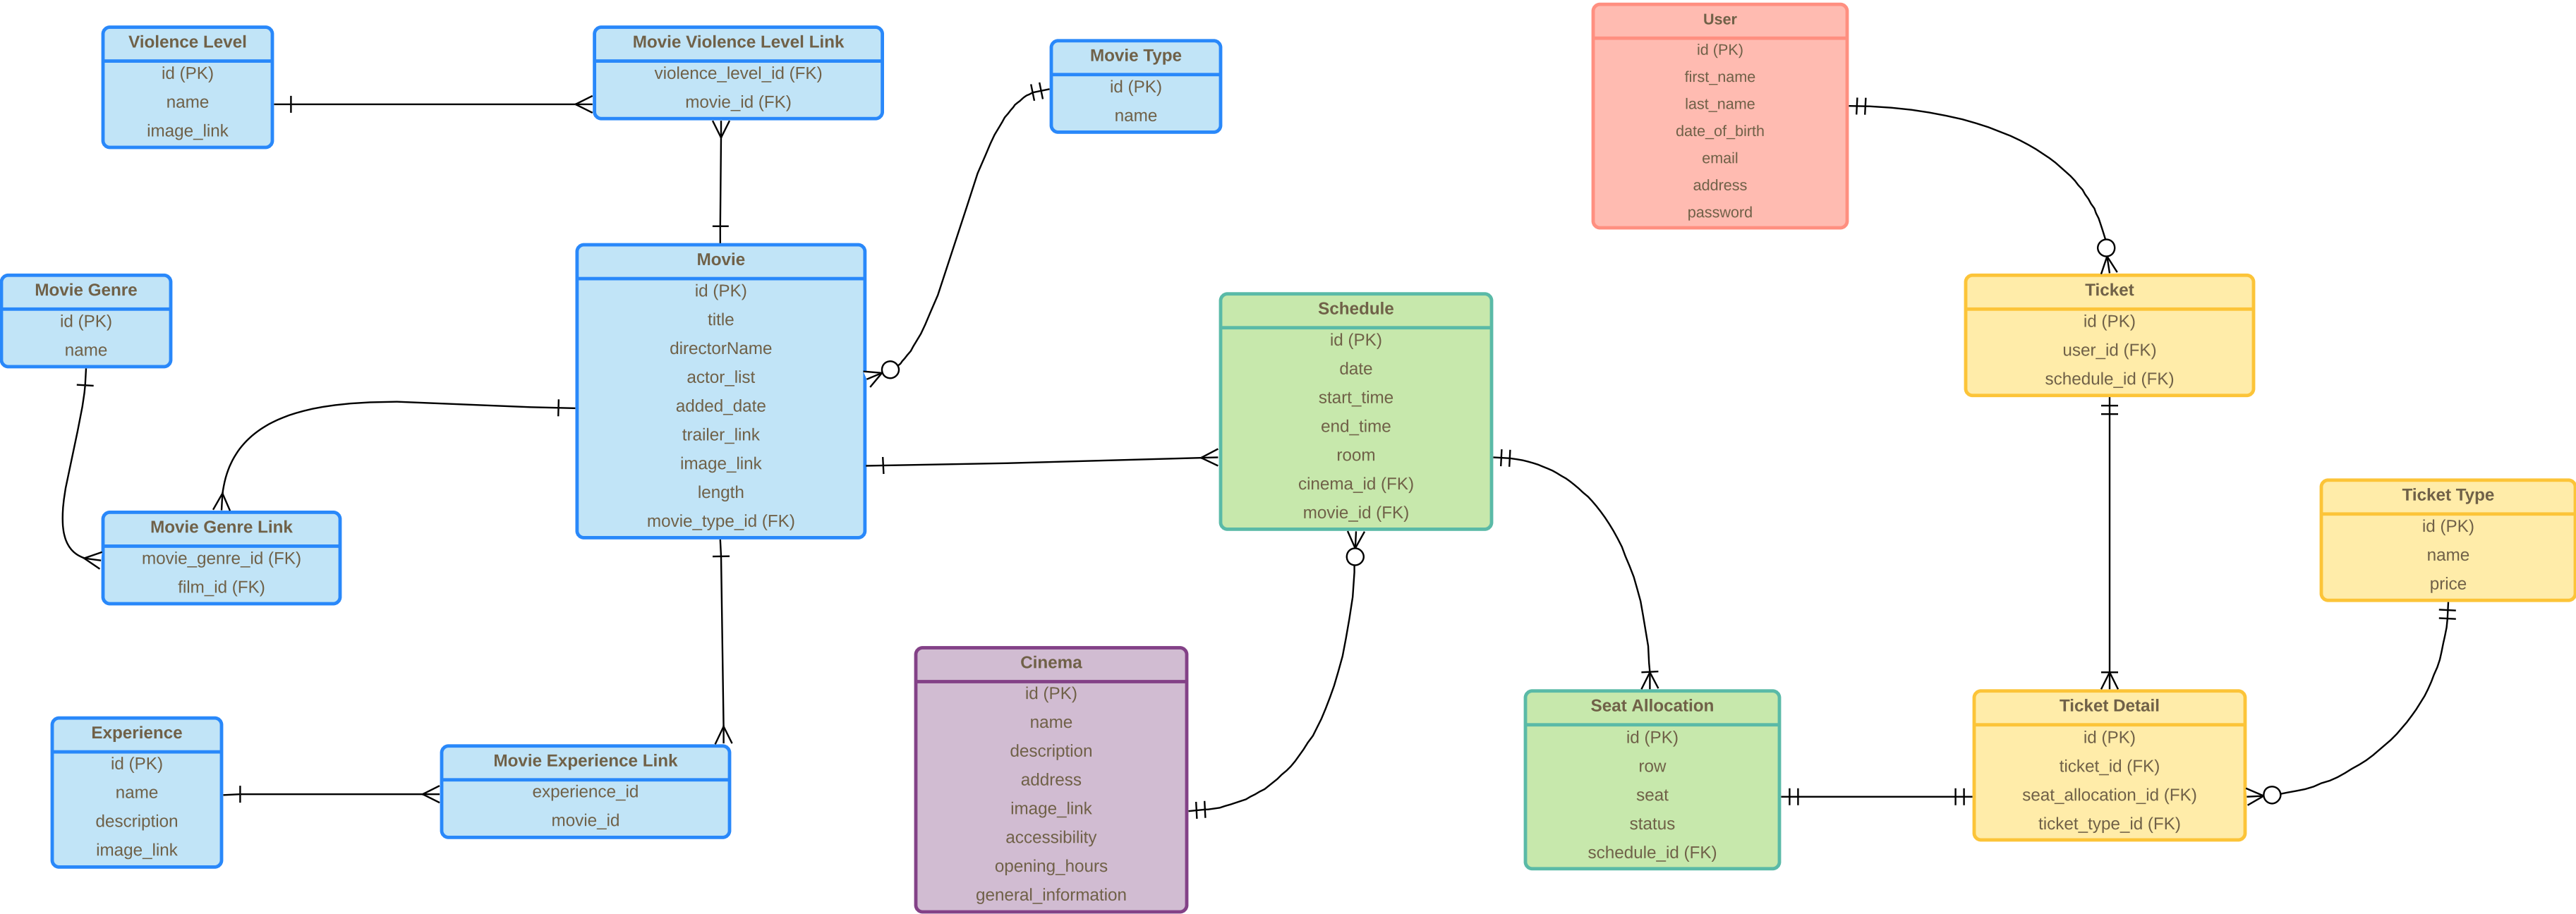 Violence Level
id (PK)
name
image_link
Movie Violence Level Link
violence_level_id (FK)
movie_id (FK)
Movie Type
id (PK)
name
User
id (PK)
first_name
last_name
date_of_birth
email
address
password
Movie Genre
id (PK)
name
Movie
id (PK)
title
directorName
actor_list
added_date
trailer_link
image_link
length
movie_type_id (FK)
Schedule
id (PK)
date
start_time
end_time
room
cinema_id (FK)
movie_id (FK)
Ticket
id (PK)
user_id (FK)
schedule_id (FK)
Movie Genre Link
movie_genre_id (FK)
film_id (FK)
Ticket Type
id (PK)
name
price
Experience
id (PK)
name
description
image_link
Movie Experience Link
experience_id
movie_id
Cinema
id (PK)
name
description
address
image_link
accessibility
opening_hours
general_information
Seat Allocation
id (PK)
row
seat
status
schedule_id (FK)
Ticket Detail
id (PK)
ticket_id (FK)
seat_allocation_id (FK)
ticket_type_id (FK)